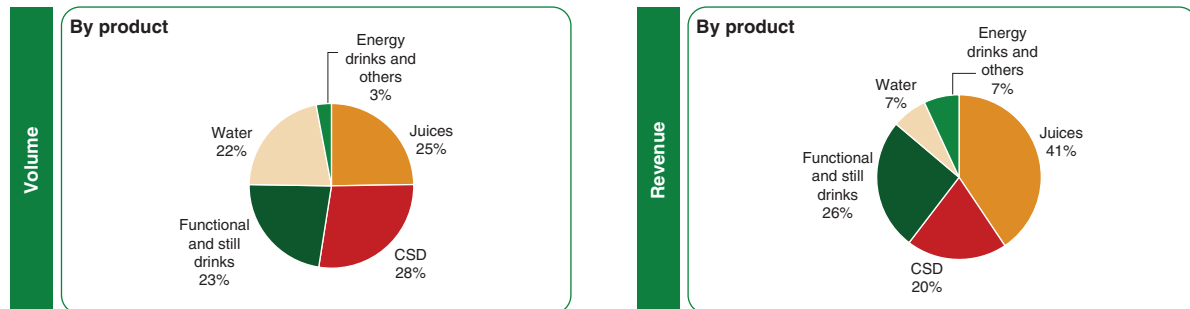 Volume
By product
Energy
drinks and
others
3%
Juices
25%
CSD
28%
Functional
and still
drinks
23%
Water
22%
Revenue
By product
Energy
drinks and
others
7%
Juices
41%
CSD
20%
Functional
and still
drinks
26%
Water
7%